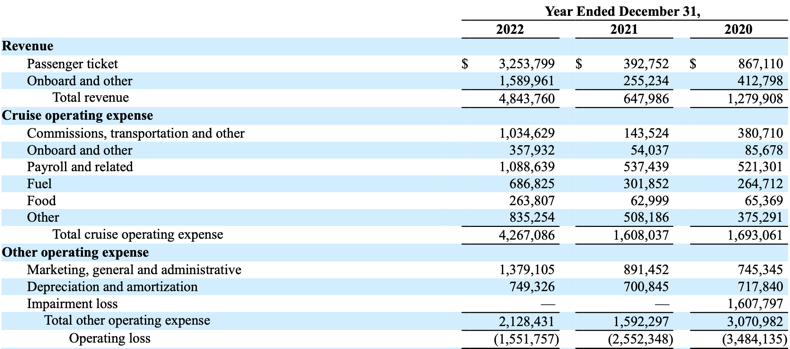 Year Ended December 31,
2022 2021 2020
Revenue
Passenger ticket $ 3,253,799 $ 392,752 $ 867,110
Onboard and other 1,589,961 255,234 412,798
Total revenue 4,843,760 647,986 1,279,908
Cruise operating expense
Commissions, transportation and other 1,034,629 143,524 380,710
Onboard and other 357,932 54,037 85,678
Payroll and related 1,088,639 537,439 521,301
Fuel 686,825 301,852 264,712
Food 263,807 62,999 65,369
Other 835,254 508,186 375,291
Total cruise operating expense 4,267,086 1,608,037 1,693,061
Other operating expense
Marketing, general and administrative 1,379,105 891,452 745,345
Depreciation and amortization 749,326 700,845 717,840
Impairment loss — — 1,607,797
Total other operating expense 2,128,431 1,592,297 3,070,982
Operating loss (1,551,757) (2,552,348) (3,484,135)